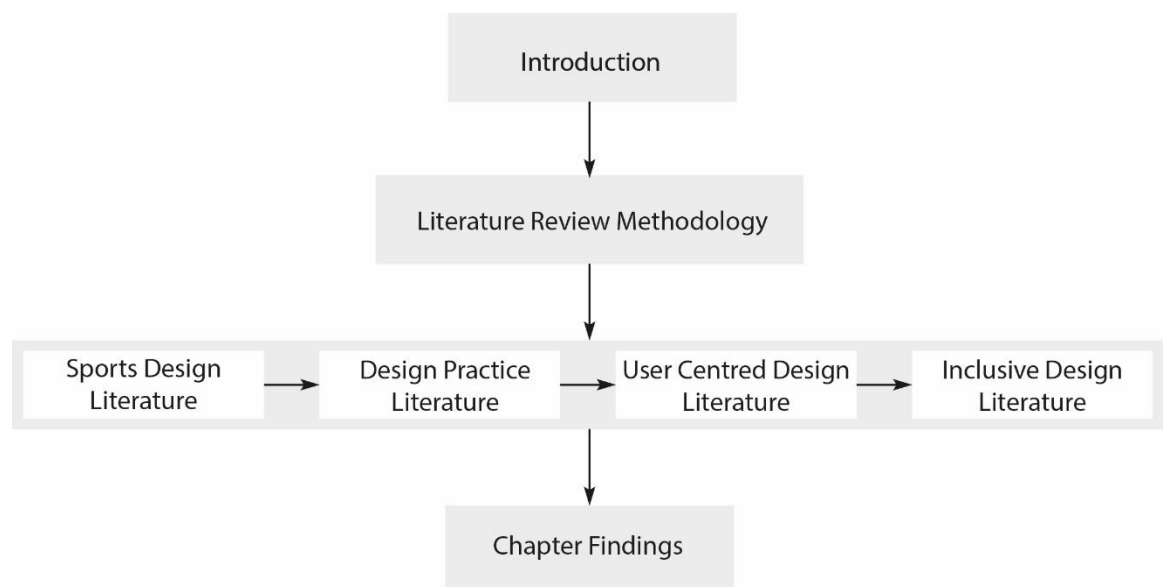 Introduction
Literature Review Methodology
Sports Design
Literature
Design Practice
Literature
User Centred Design
Literature
Inclusive Design
Literature
Chapter Findings